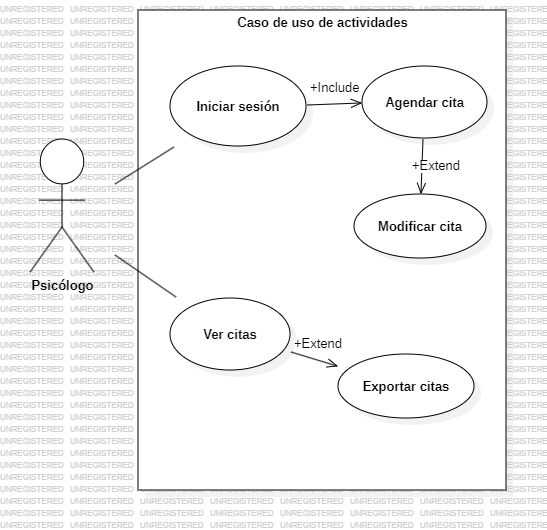 Caso de uso de actividades
Iniciar sesión
+Include
Agendar cita
+Extend
Modificar cita
Psicólogo
Ver citas
+Extend
Exportar citas
UNREGISTERED